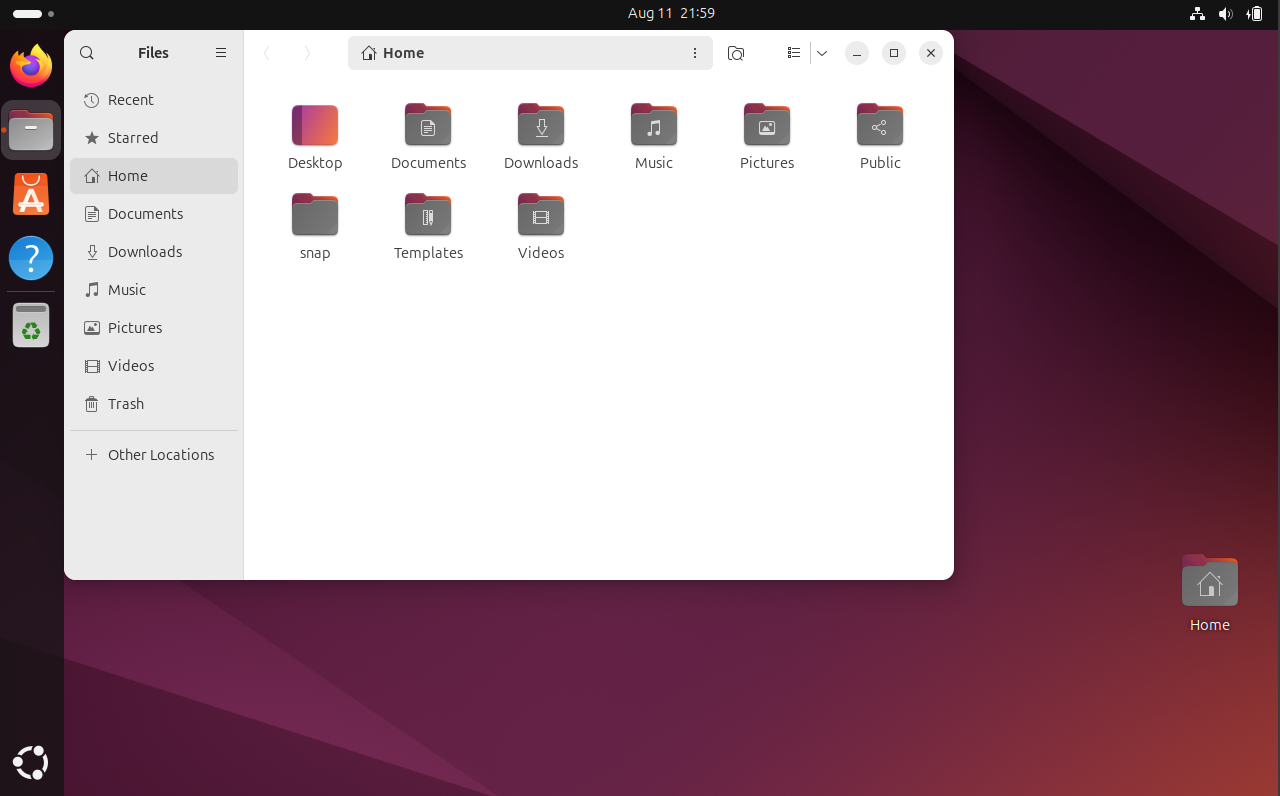 Aug 11 21:59
Files
Home
Recent
Starred
Home
Documents
Downloads
Music
Pictures
Videos
Trash
Other Locations
Desktop
Documents
Downloads
Music
Pictures
Public
snap
Templates
Videos
Home